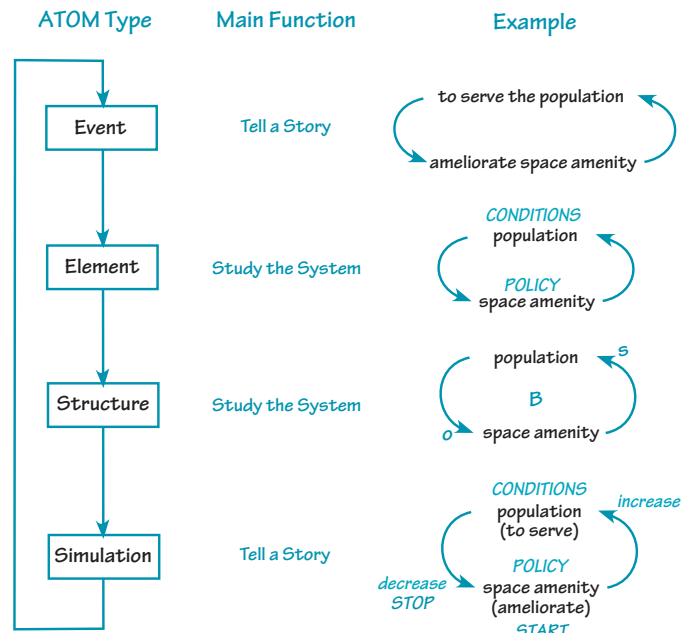 ATOM Type Main Function Example
Event
Tell a Story
to serve the population
ameliorate space amenity
Element
Study the System
CONDITIONS
population
POLICY
space amenity
Structure
Study the System
population
s
B
o
space amenity
Simulation
Tell a Story
CONDITIONS
increase
population
(to serve)
POLICY
decrease
STOP
space amenity
(ameliorate)
START